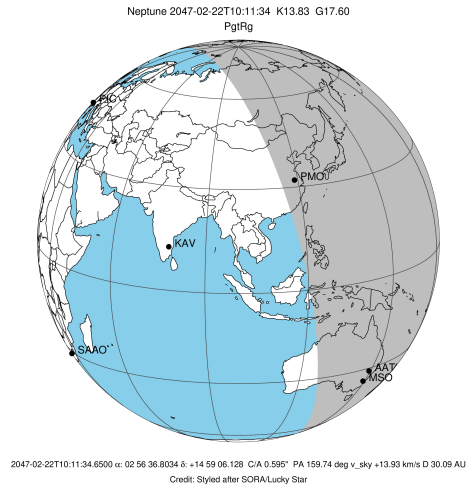 Neptune 2047-02-22T10:11:34 K13.83 G17.60
PgtRg
PIC
PMO
KAV
SAAO
AAT
MSO
2047-02-22T10:11:34.6500 α: 02 56 36.8034 δ: +14 59 06.128 C/A 0.595" PA 159.74 deg v_sky +13.93 km/s D 30.09 AU
Credit: Styled after SORA/Lucky Star